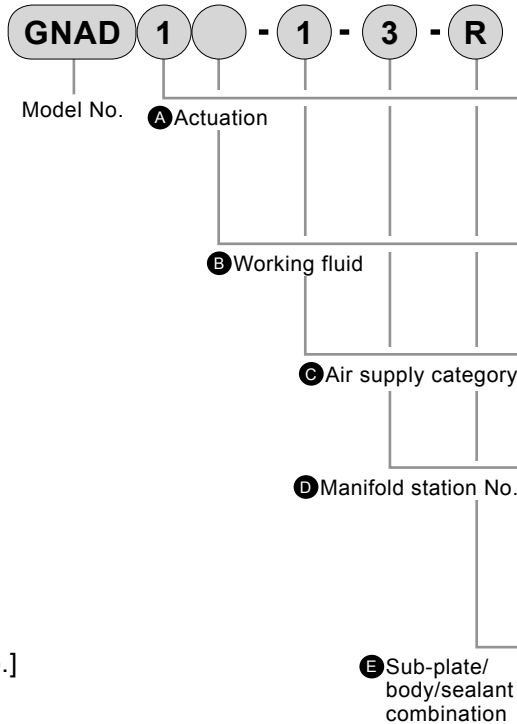 GNAD 1 - 1 - 3 - R
Model No.
A Actuation
B Working fluid
C Air supply category
D Manifold station No.
.]
E Sub-plate/
body/sealant
combination